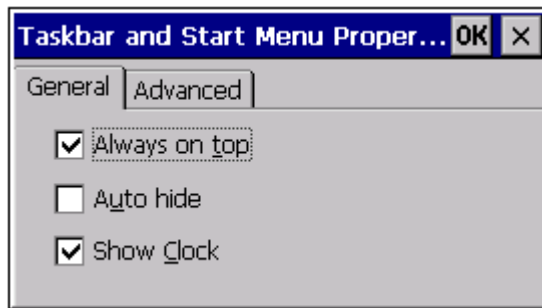 Taskbar and Start Menu Proper... OK ×
General Advanced
Always on top
Auto hide
Show Clock